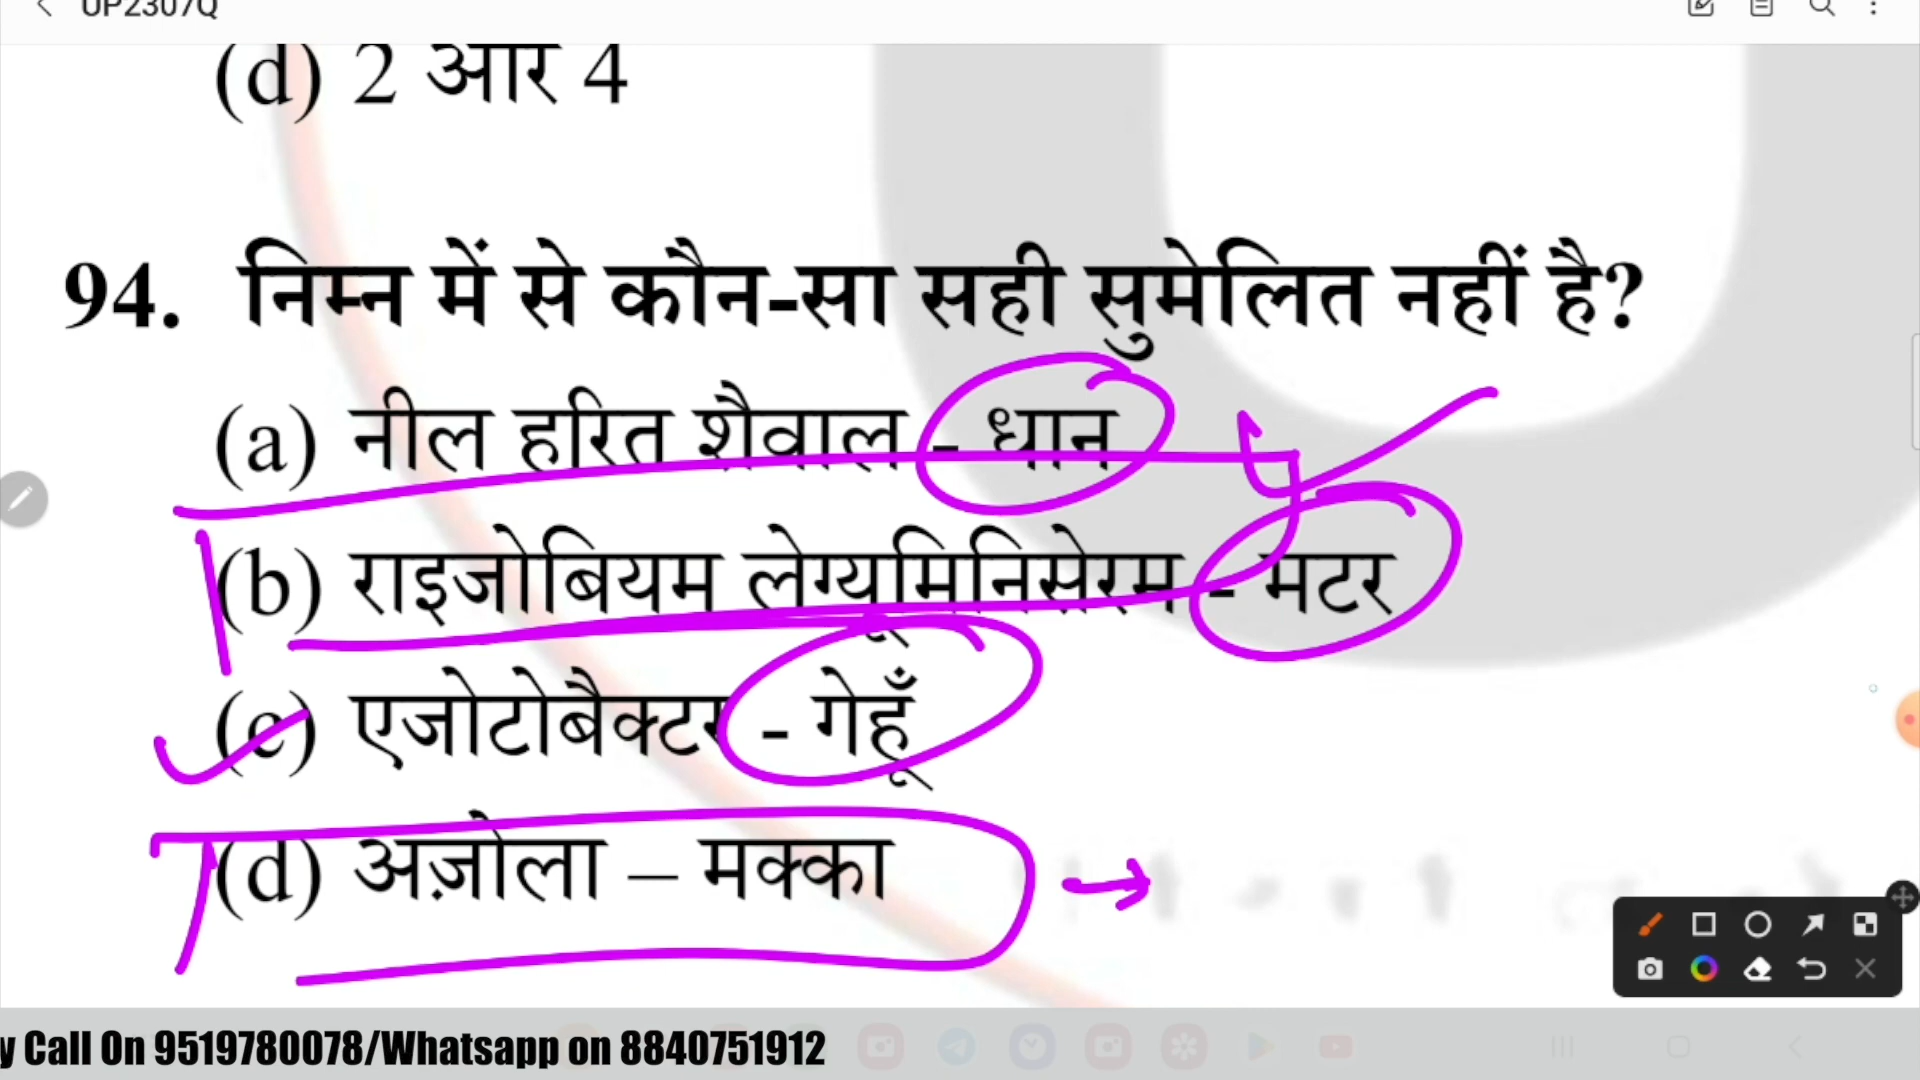 UP2307Q
(d) 2 और 4
94. निम्न में से कौन-सा सही सुमेलित नहीं है?
(a) नील हरित शैवाल - धान
(b) राइजोबियम लेग्यूमिनिसेरम - मटर
(c) एजोटोबैक्टर - गेहूँ
(d) अज़ोला – मक्का
y Call On 9519780078/Whatsapp on 8840751912